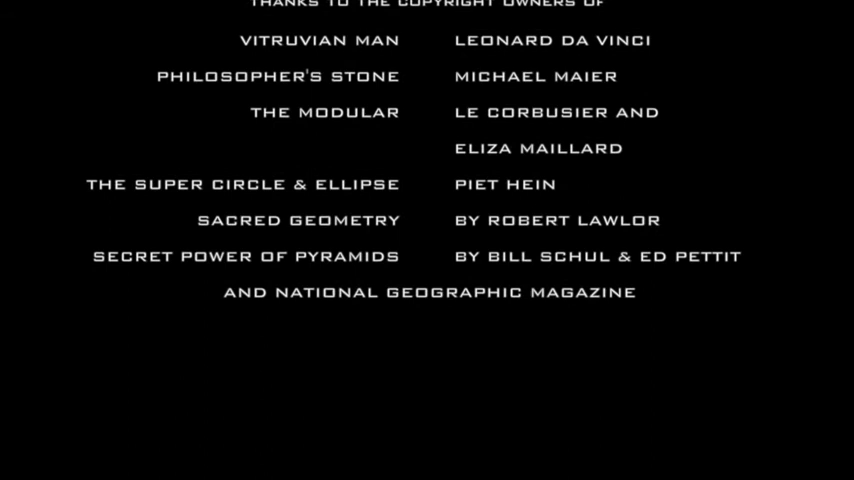 THANKS TO THE COPYRIGHT OWNERS OF
VITRUVIAN MAN LEONARD DA VINCI
PHILOSOPHER'S STONE MICHAEL MAIER
THE MODULAR LE CORBUSIER AND
ELIZA MAILLARD
THE SUPER CIRCLE & ELLIPSE PIET HEIN
SACRED GEOMETRY BY ROBERT LAWLOR
SECRET POWER OF PYRAMIDS BY BILL SCHUL & ED PETTIT
AND NATIONAL GEOGRAPHIC MAGAZINE